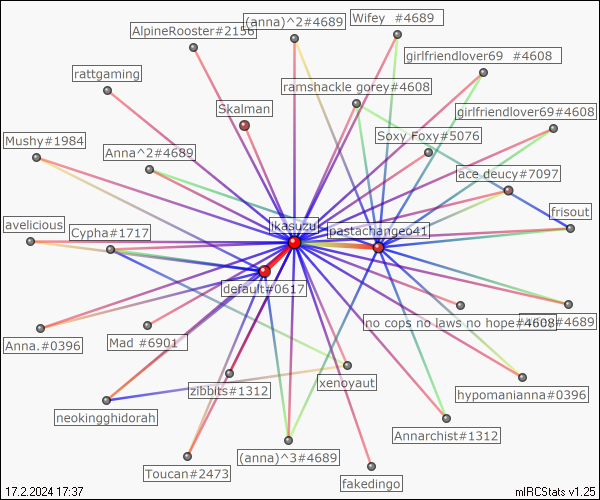 AlpineRooster#2156
(anna)^2#4689
Wifey #4689
girlfriendlover69 #4608
rattgaming
ramshackle gorey#4608
Skalman
girlfriendlover69#4608
Soxy Foxy#5076
Mushy#1984
Anna^2#4689
ace_deucy#7097
frisout
avelicious
Cypha#1717
ikasuzu
pastachangeo41
default#0617
no cops no laws no hope#4608
#4689
Anna.#0396
Mad #6901
xenoyaut
zibbits#1312
hypomanianna#0396
neokingghidorah
Annarchist#1312
(anna)^3#4689
Toucan#2473
fakedingo
17.2.2024 17:37
mIRCStats v1.25